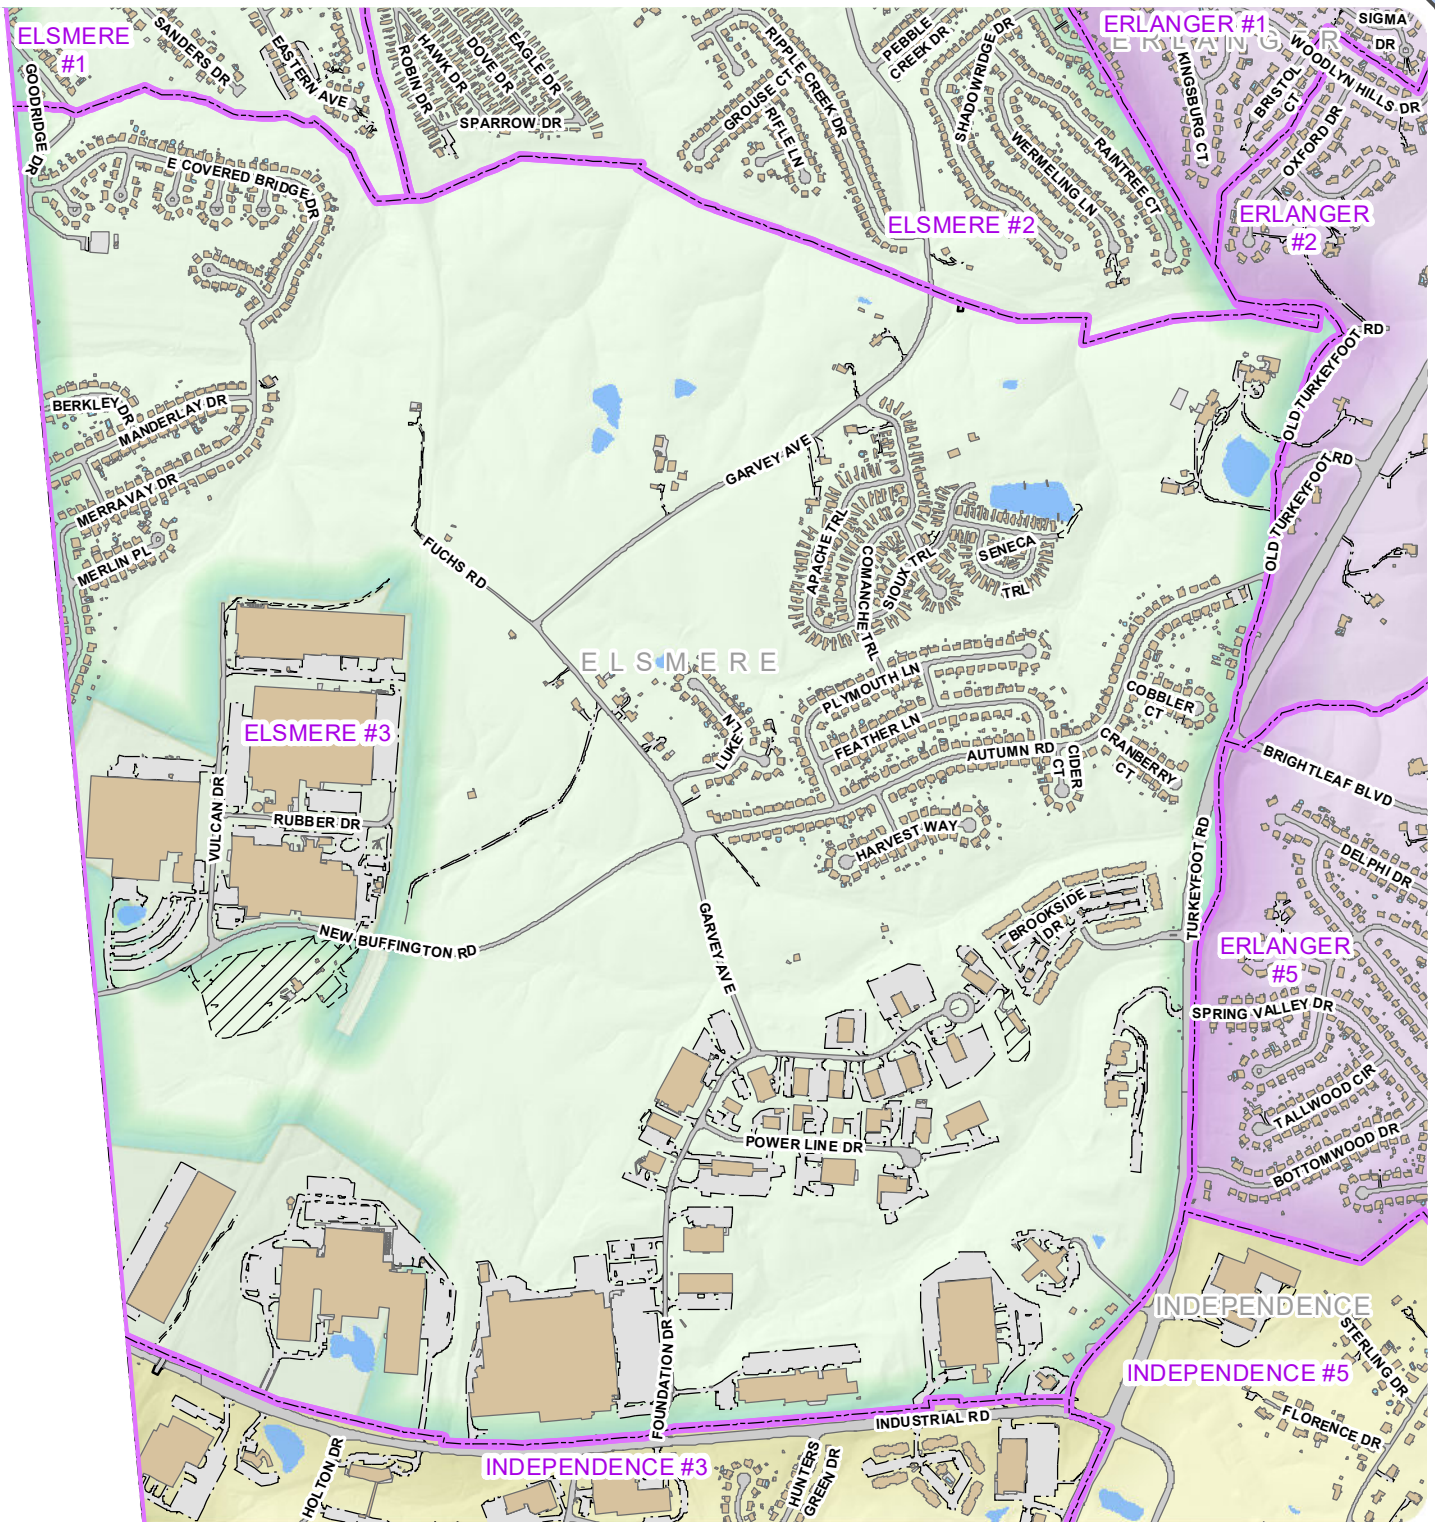 ELSMERE
#1
SANDERS DR
EASTERN AVE
GOODRIDGE DR
ROBIN DR
HAWK DR
DOVE DR
EAGLE DR
SPARROW DR
GROUSE CT
RIFLE LN
RIPPLE CREEK DR
PEBBLE
CREEK DR
SHADOWRIDGE DR
WERMELING LN
RAINTREE CT
ERLANGER #1
ERLANGER
SIGMA
DR
WOODLYN HILLS DR
KINGSBURG CT
BRISTOL
CT
OXFORD DR
E COVERED BRIDGE DR
ELSMERE #2
ERLANGER
#2
OLD TURKEYFOOT RD
OLD TURKEYFOOT RD
BERKLEY DR
MANDERLAY DR
MERRAVAY DR
MERLIN PL
GARVEY AVE
FUCHS RD
APACHE TRL
COMANCHE TRL
SIOUX TRL
SENECA
TRL
ELSMERE
PLYMOUTH LN
FEATHER LN
AUTUMN RD
CIDER
CT
COBBLER
CT
CRANBERRY
CT
LUKE LN
BRIGHTLEAF BLVD
ELSMERE #3
VULCAN DR
RUBBER DR
HARVEST WAY
TURKEYFOOT RD
DELPHI DR
NEW BUFFINGTON RD
GARVEY AVE
BROOKSIDE
DR
ERLANGER
#5
SPRING VALLEY DR
TALLWOOD CIR
BOTTOMWOOD DR
POWER LINE DR
FOUNDATION DR
INDEPENDENCE
STERLING DR
INDEPENDENCE #5
FLORENCE DR
INDUSTRIAL RD
INDEPENDENCE #3
HOLTON DR
HUNTERS
GREEN DR